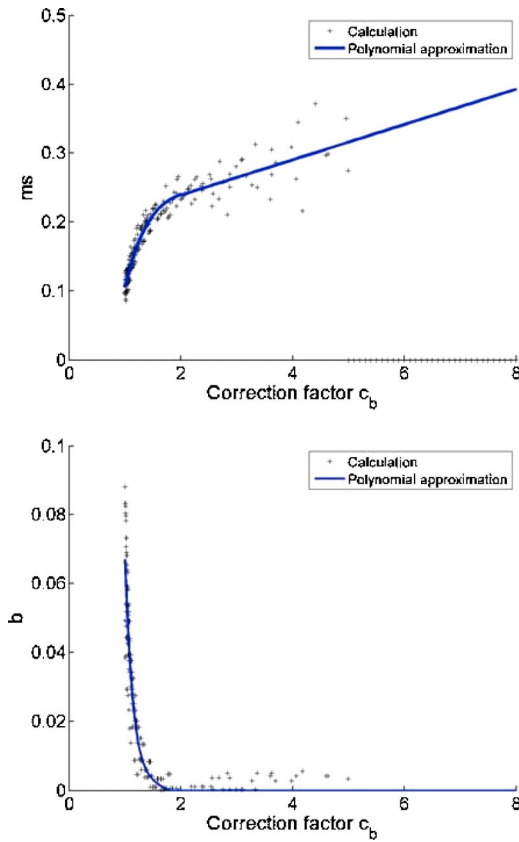 0.5
Calculation
Polynomial approximation
0.4
0.3
ms
0.2
0.1
0
0 2 4 6 8
Correction factor c_b
0.1
Calculation
Polynomial approximation
0.08
0.06
b
0.04
0.02
0
0 2 4 6 8
Correction factor c_b